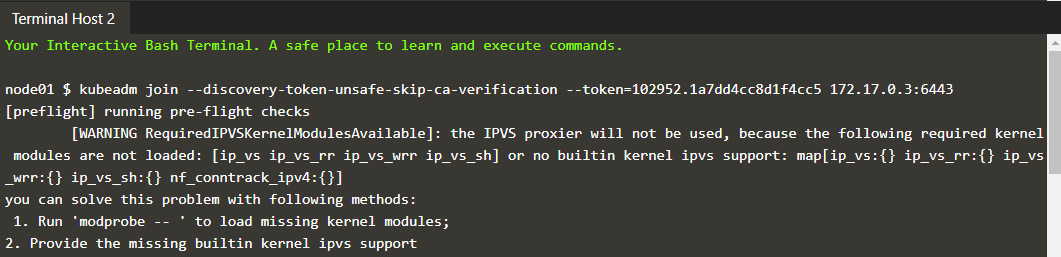 Terminal Host 2
Your Interactive Bash Terminal. A safe place to learn and execute commands.
node01 $ kubeadm join --discovery-token-unsafe-skip-ca-verification --token=102952.1a7dd4cc8d1f4cc5 172.17.0.3:6443
[preflight] running pre-flight checks
[WARNING RequiredIPVSKernelModulesAvailable]: the IPVS proxier will not be used, because the following required kernel
modules are not loaded: [ip_vs ip_vs_rr ip_vs_wrr ip_vs_sh] or no builtin kernel ipvs support: map[ip_vs:{} ip_vs_rr:{} ip_vs
_wrr:{} ip_vs_sh:{} nf_conntrack_ipv4:{}]
you can solve this problem with following methods:
1. Run 'modprobe -- ' to load missing kernel modules;
2. Provide the missing builtin kernel ipvs support